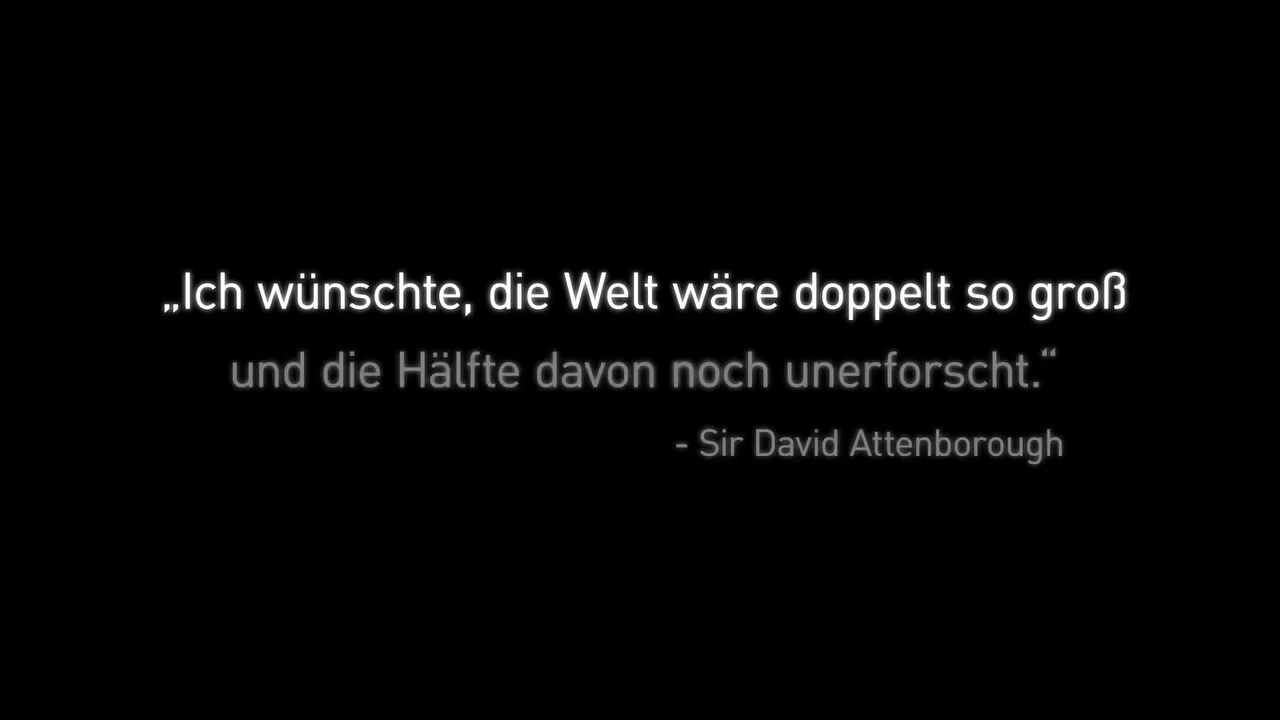 „Ich wünschte, die Welt wäre doppelt so groß
und die Hälfte davon noch unerforscht.“
- Sir David Attenborough